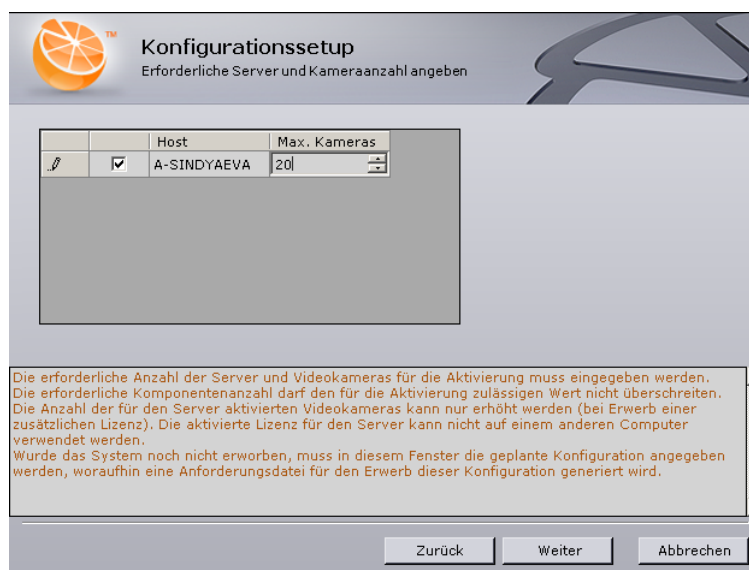 TM
Konfigurationssetup
Erforderliche Server und Kameraanzahl angeben
Host Max. Kameras
A-SINDYAEVA 20
Die erforderliche Anzahl der Server und Videokameras für die Aktivierung muss eingegeben werden.
Die erforderliche Komponentenanzahl darf den für die Aktivierung zulässigen Wert nicht überschreiten.
Die Anzahl der für den Server aktivierten Videokameras kann nur erhöht werden (bei Erwerb einer
zusätzlichen Lizenz). Die aktivierte Lizenz für den Server kann nicht auf einem anderen Computer
verwendet werden.
Wurde das System noch nicht erworben, muss in diesem Fenster die geplante Konfiguration angegeben
werden, woraufhin eine Anforderungsdatei für den Erwerb dieser Konfiguration generiert wird.
Zurück Weiter Abbrechen